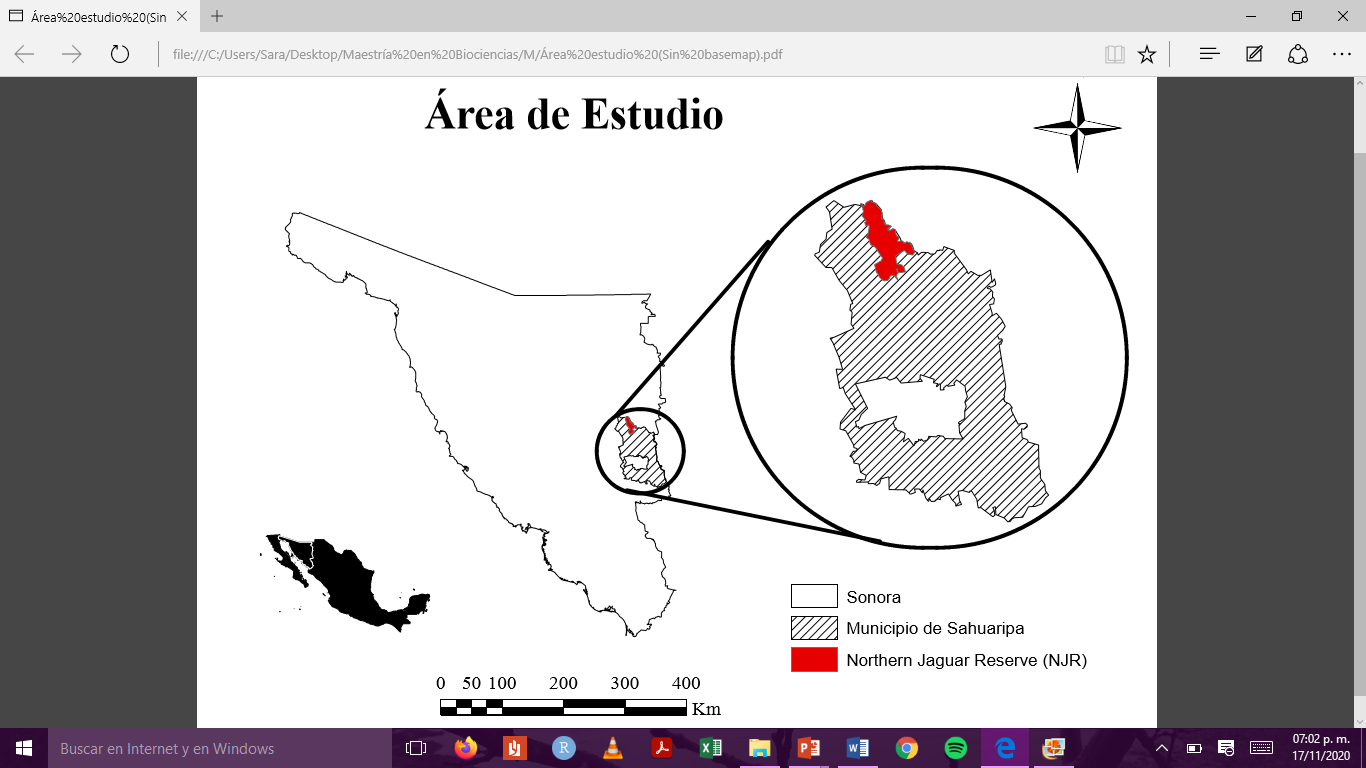 Área%20estudio%20(Sin
file:///C:/Users/Sara/Desktop/Maestría%20en%20Biociencias/M/Área%20estudio%20(Sin%20basemap).pdf
Área de Estudio
Sonora
Municipio de Sahuaripa
Northern Jaguar Reserve (NJR)
0 50 100 200 300 400
Km
Buscar en Internet y en Windows
07:02 p. m.
17/11/2020